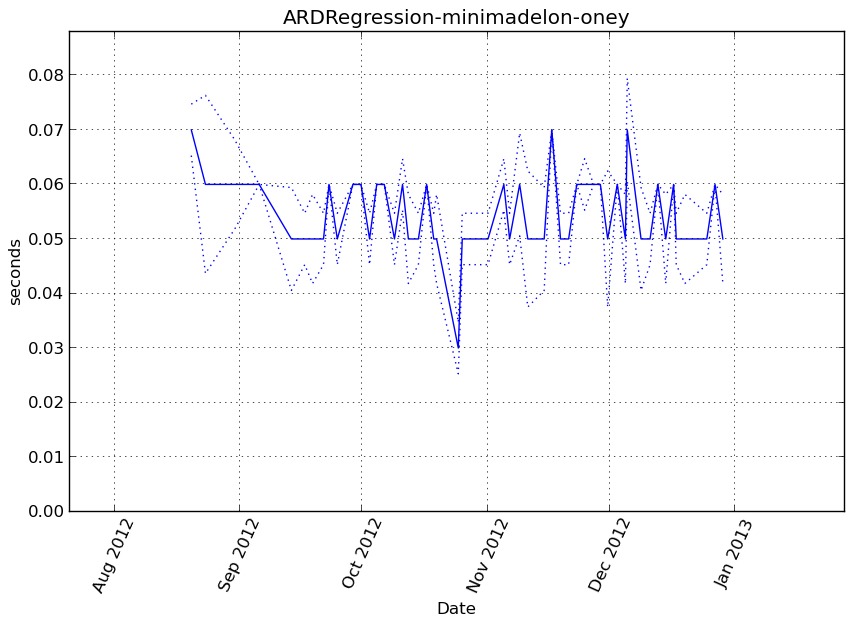 ARDRegression-minimadelon-oney
0.08
0.07
0.06
0.05
seconds
0.04
0.03
0.02
0.01
0.00
Aug 2012
Sep 2012
Oct 2012
Nov 2012
Dec 2012
Jan 2013
Date